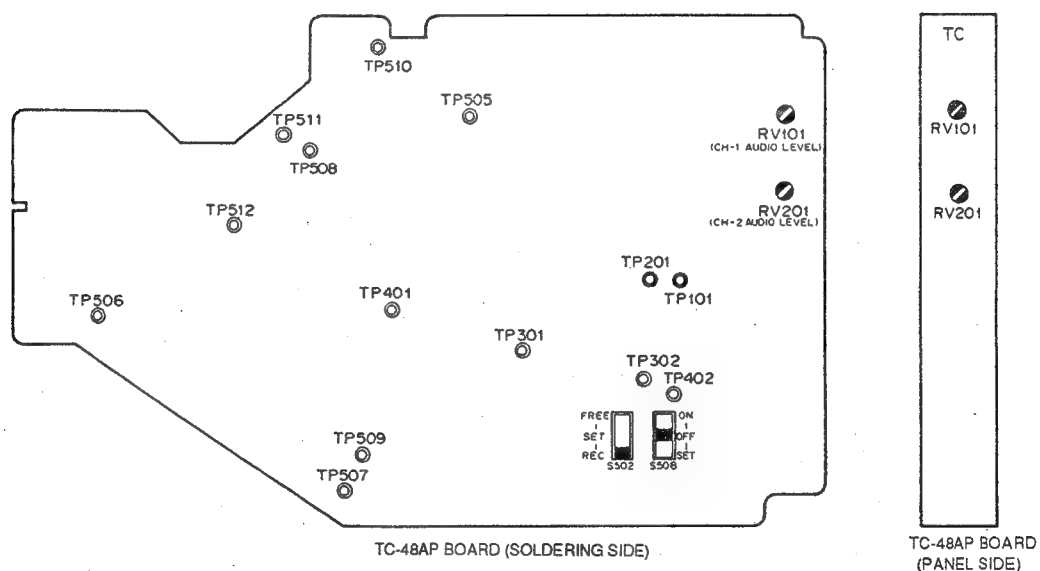 TC
TP510
TP505
TP511
TP508
RV101
(CH-1 AUDIO LEVEL)
RV101
RV201
(CH-2 AUDIO LEVEL)
RV201
TP512
TP201
TP101
TP506
TP401
TP301
TP302
TP402
FREE
SET
REC
S502
ON
OFF
SET
S508
TP509
TP507
TC-48AP BOARD (SOLDERING SIDE)
TC-48AP BOARD
(PANEL SIDE)